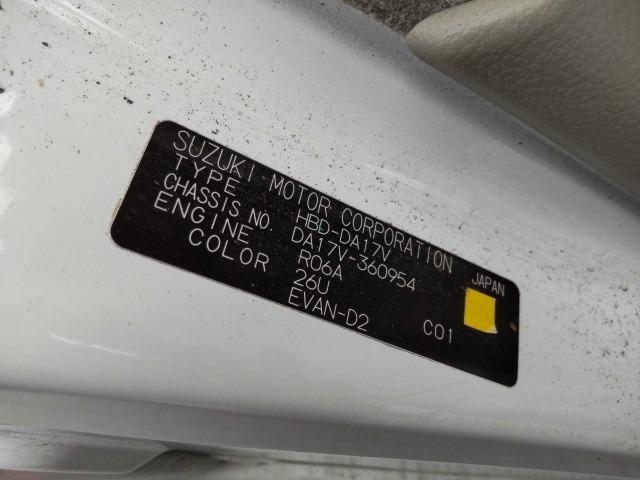 SUZUKI MOTOR CORPORATION JAPAN
TYPE HBD-DA17V
CHASSIS NO. DA17V-360954
ENGINE R06A
COLOR 26U
EVAN-D2 C01